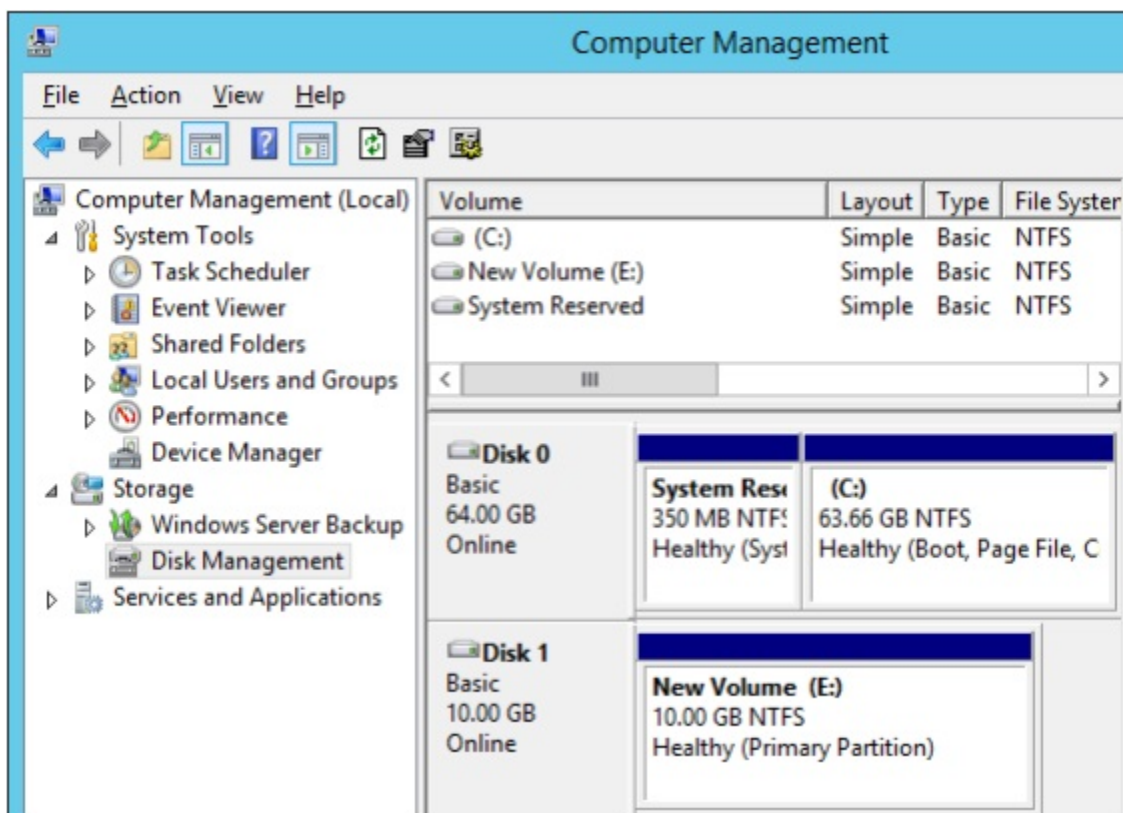 Computer Management
File Action View Help
Computer Management (Local)
System Tools
Task Scheduler
Event Viewer
Shared Folders
Local Users and Groups
Performance
Device Manager
Storage
Windows Server Backup
Disk Management
Services and Applications
Volume Layout Type File System
(C:) Simple Basic NTFS
New Volume (E:) Simple Basic NTFS
System Reserved Simple Basic NTFS
Disk 0
Basic
64.00 GB
Online
System Rese
350 MB NTFS
Healthy (Syst
(C:)
63.66 GB NTFS
Healthy (Boot, Page File, C
Disk 1
Basic
10.00 GB
Online
New Volume (E:)
10.00 GB NTFS
Healthy (Primary Partition)